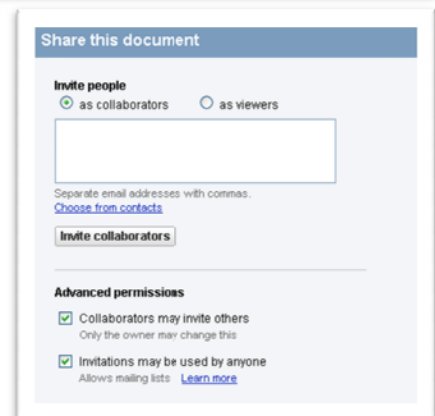 Share this document
Invite people
as collaborators as viewers
Separate email addresses with commas.
Choose from contacts
Invite collaborators
Advanced permissions
Collaborators may invite others
Only the owner may change this
Invitations may be used by anyone
Allows mailing lists Learn more